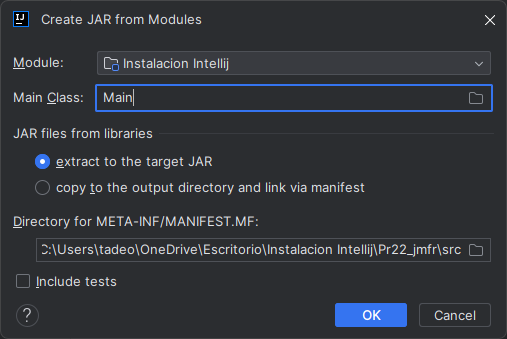 Create JAR from Modules
Module: Instalacion Intellij
Main Class: Main
JAR files from libraries
extract to the target JAR
copy to the output directory and link via manifest
Directory for META-INF/MANIFEST.MF:
C:\Users\tadeo\OneDrive\Escritorio\Instalacion Intellij\Pr22_jmfr\src
Include tests
? OK Cancel